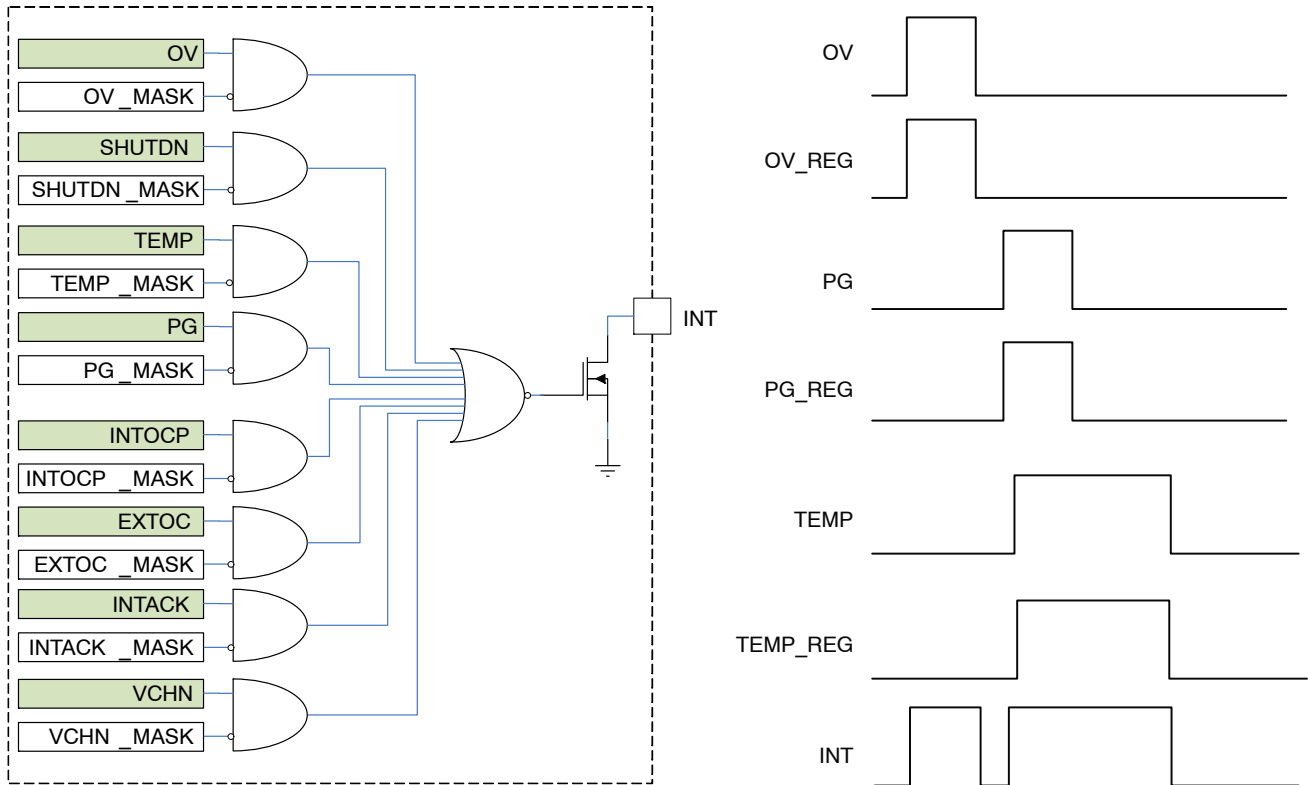 OV
OV _MASK
SHUTDN
SHUTDN _MASK
TEMP
TEMP _MASK
PG
PG _MASK
INTOCP
INTOCP _MASK
EXTOC
EXTOC _MASK
INTACK
INTACK _MASK
VCHN
VCHN _MASK
INT
OV
OV_REG
PG
PG_REG
TEMP
TEMP_REG
INT